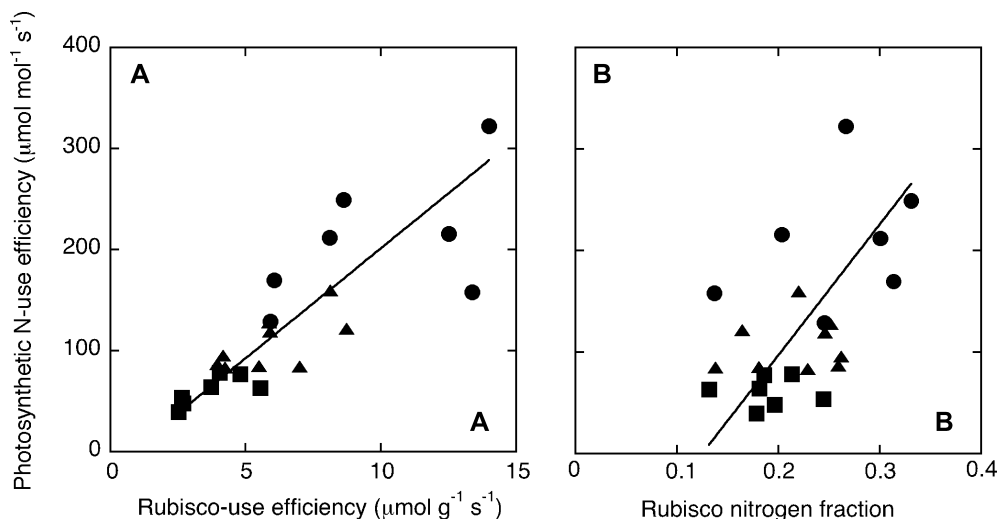 Photosynthetic N-use efficiency (μmol mol⁻¹ s⁻¹)
400
300
200
100
0
A
A
0 5 10 15
Rubisco-use efficiency (μmol g⁻¹ s⁻¹)
B
B
0 0.1 0.2 0.3 0.4
Rubisco nitrogen fraction